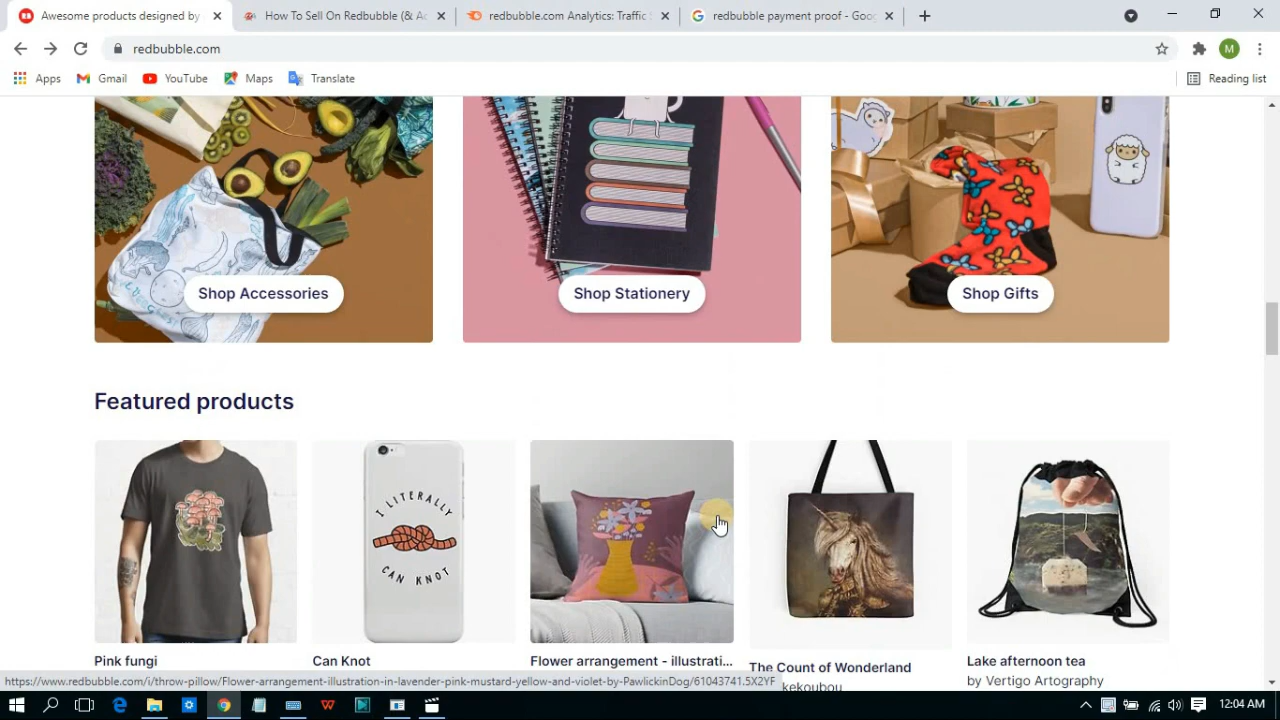 Awesome products designed by
How To Sell On Redbubble (& Ac
redbubble.com Analytics: Traffic S
redbubble payment proof - Goog
redbubble.com
M
Apps
Gmail
YouTube
Maps
Translate
Reading list
Shop Accessories
Shop Stationery
Shop Gifts
Featured products
I LITERALLY
CAN KNOT
Pink fungi
Can Knot
Flower arrangement - illustrati...
The Count of Wonderland
Lake afternoon tea
kekoubou
by Vertigo Artography
https://www.redbubble.com/i/throw-pillow/Flower-arrangement-illustration-in-lavender-pink-mustard-yellow-and-violet-by-PawlickinDog/61043741.5X2YF
12:04 AM